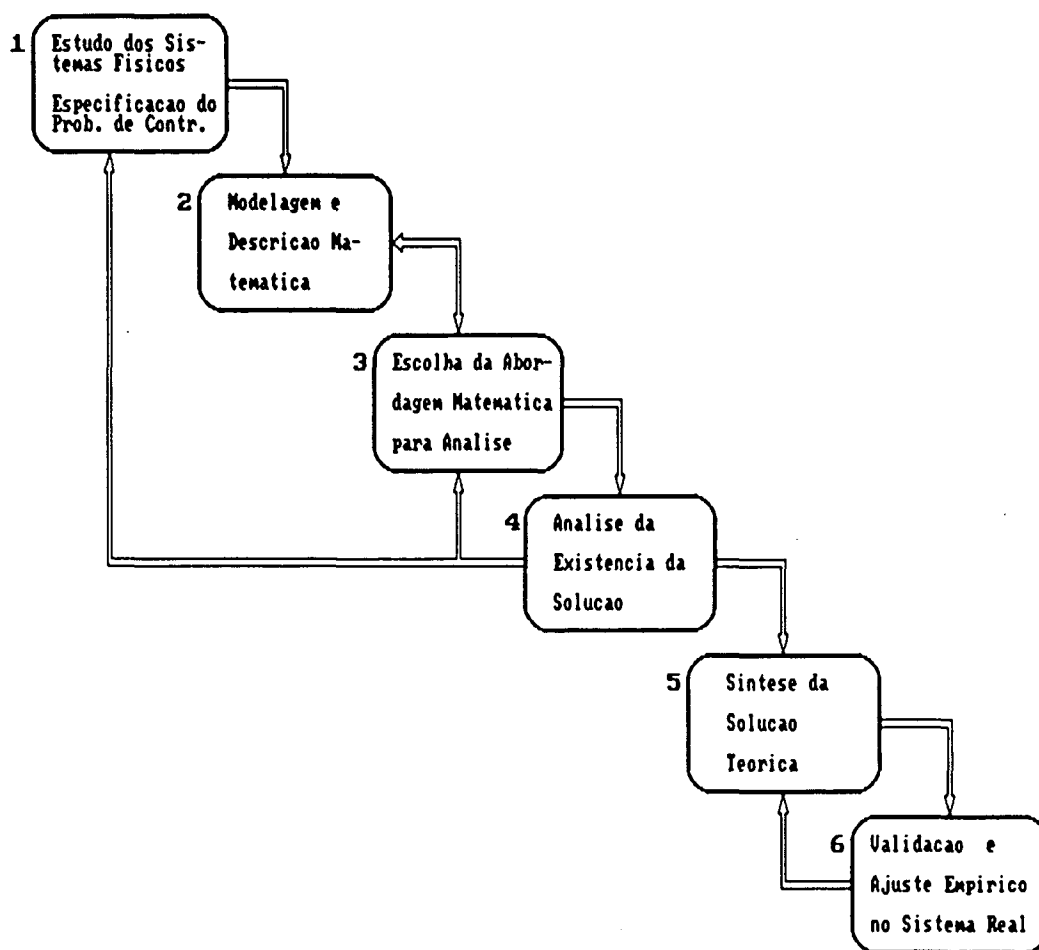 1
Estudo dos Sis-
temas Fisicos
Especificacao do
Prob. de Contr.
2
Modelagem e
Descricao Ma-
tematica
3
Escolha da Abor-
dagem Matematica
para Analise
4
Analise da
Existencia da
Solucao
5
Sintese da
Solucao
Teorica
6
Validacao e
Ajuste Empirico
no Sistema Real